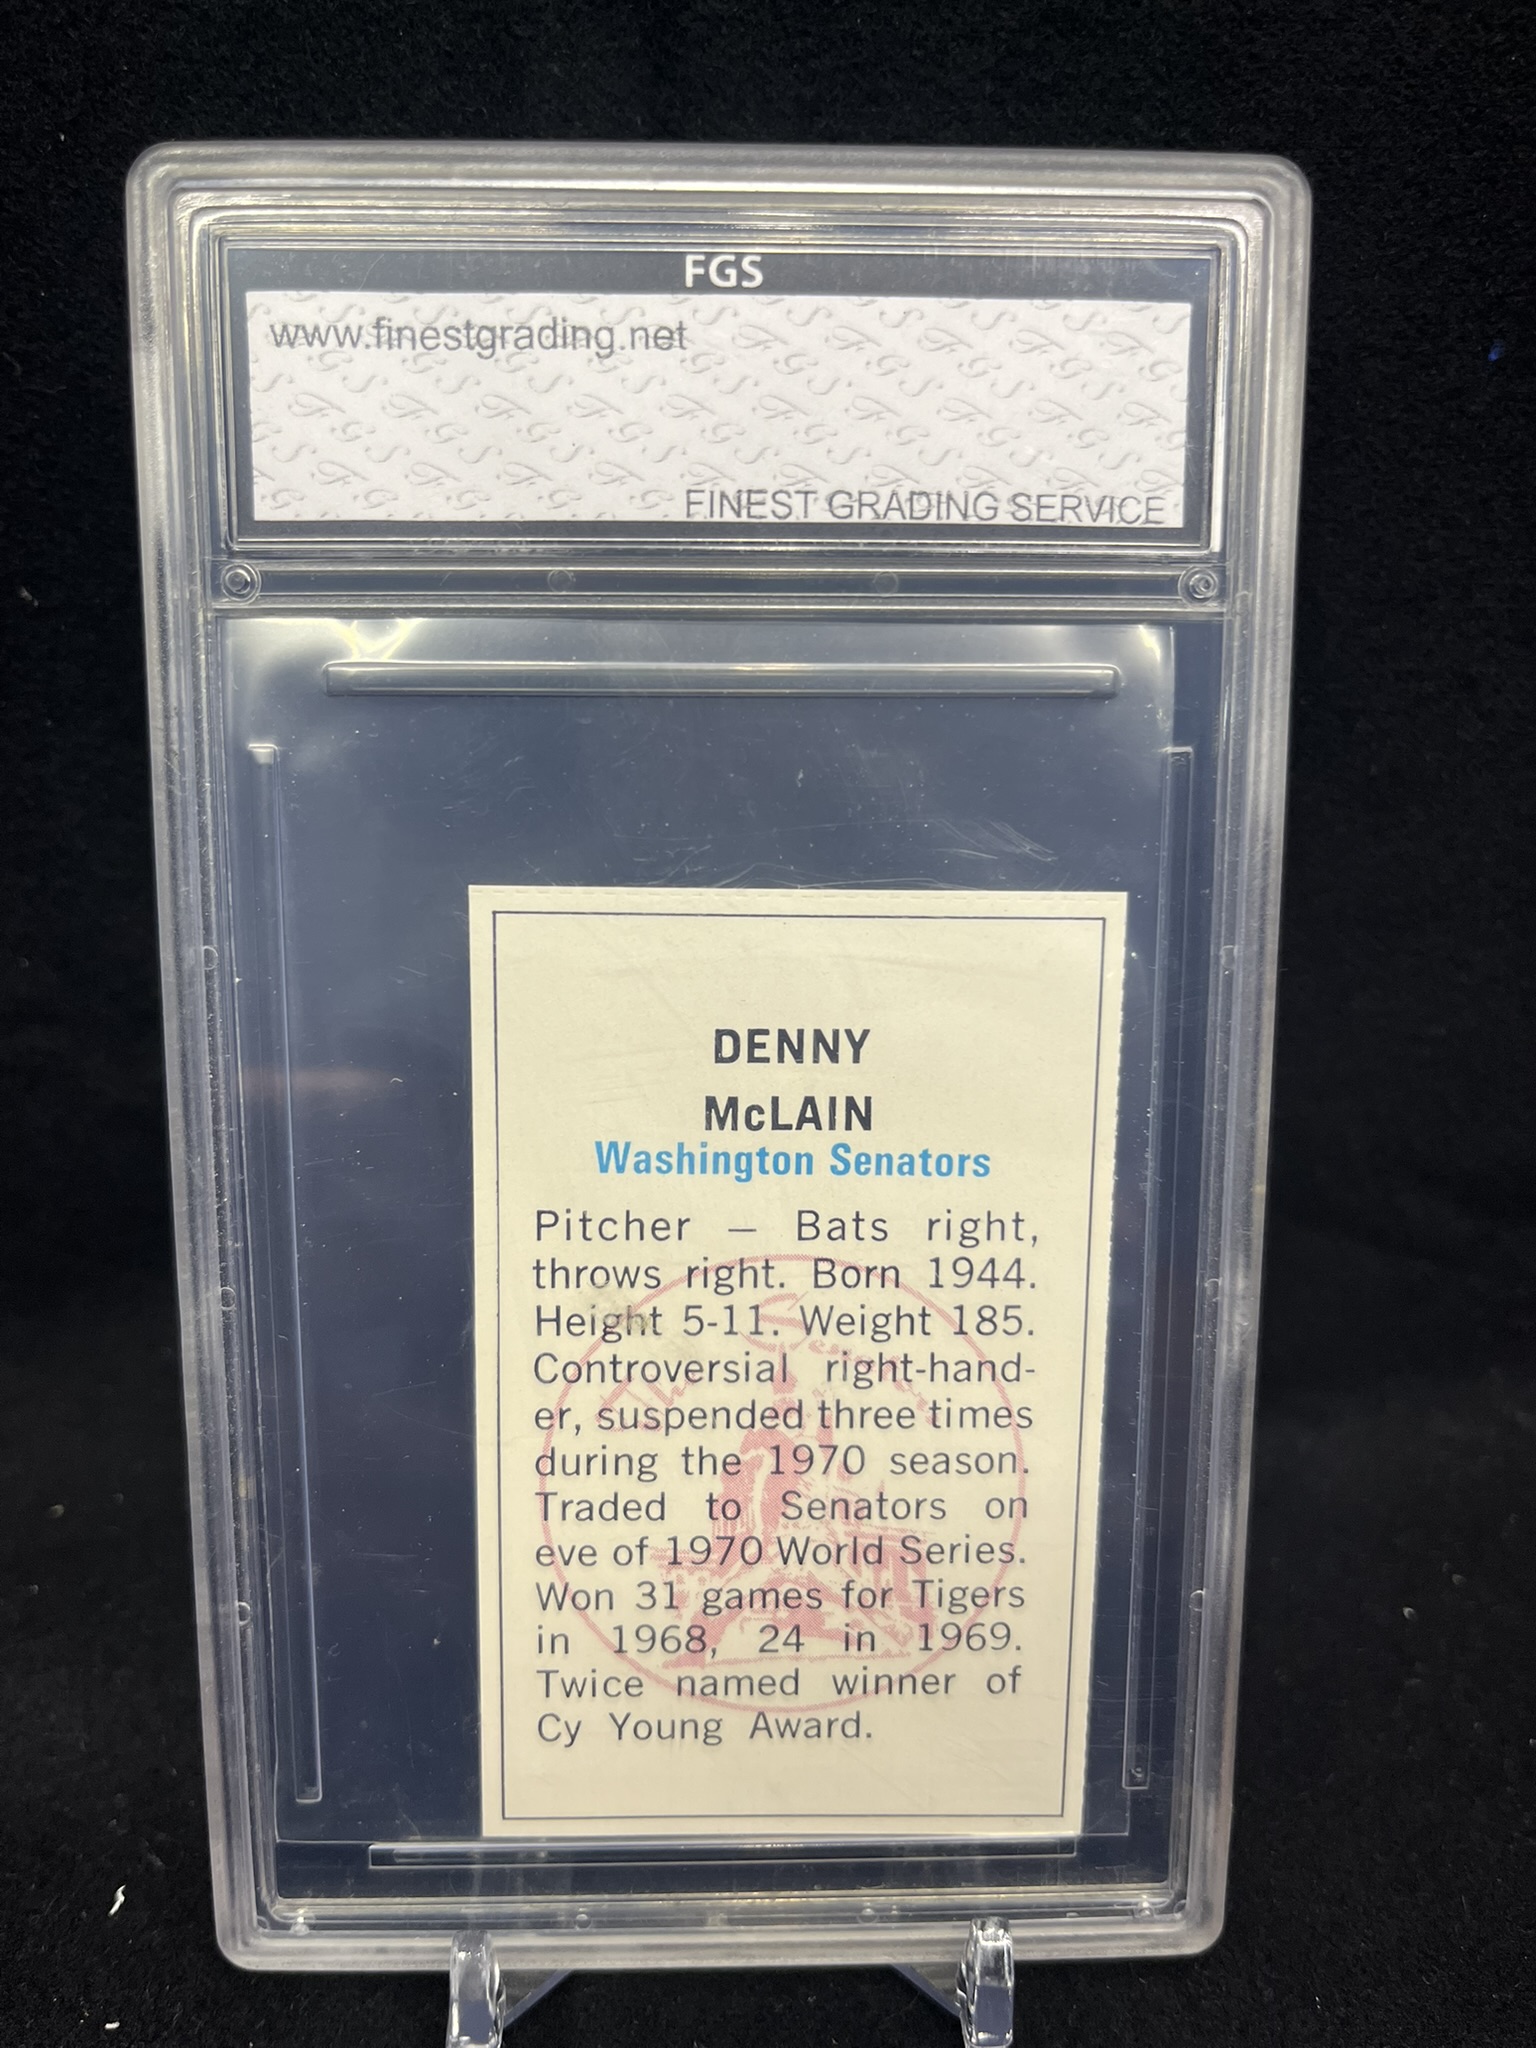 FGS
www.finestgrading.net
FINEST GRADING SERVICE
DENNY
McLAIN
Washington Senators
Pitcher — Bats right,
throws right. Born 1944.
Height 5-11. Weight 185.
Controversial right-hand-
er, suspended three times
during the 1970 season.
Traded to Senators on
eve of 1970 World Series.
Won 31 games for Tigers
in 1968, 24 in 1969.
Twice named winner of
Cy Young Award.